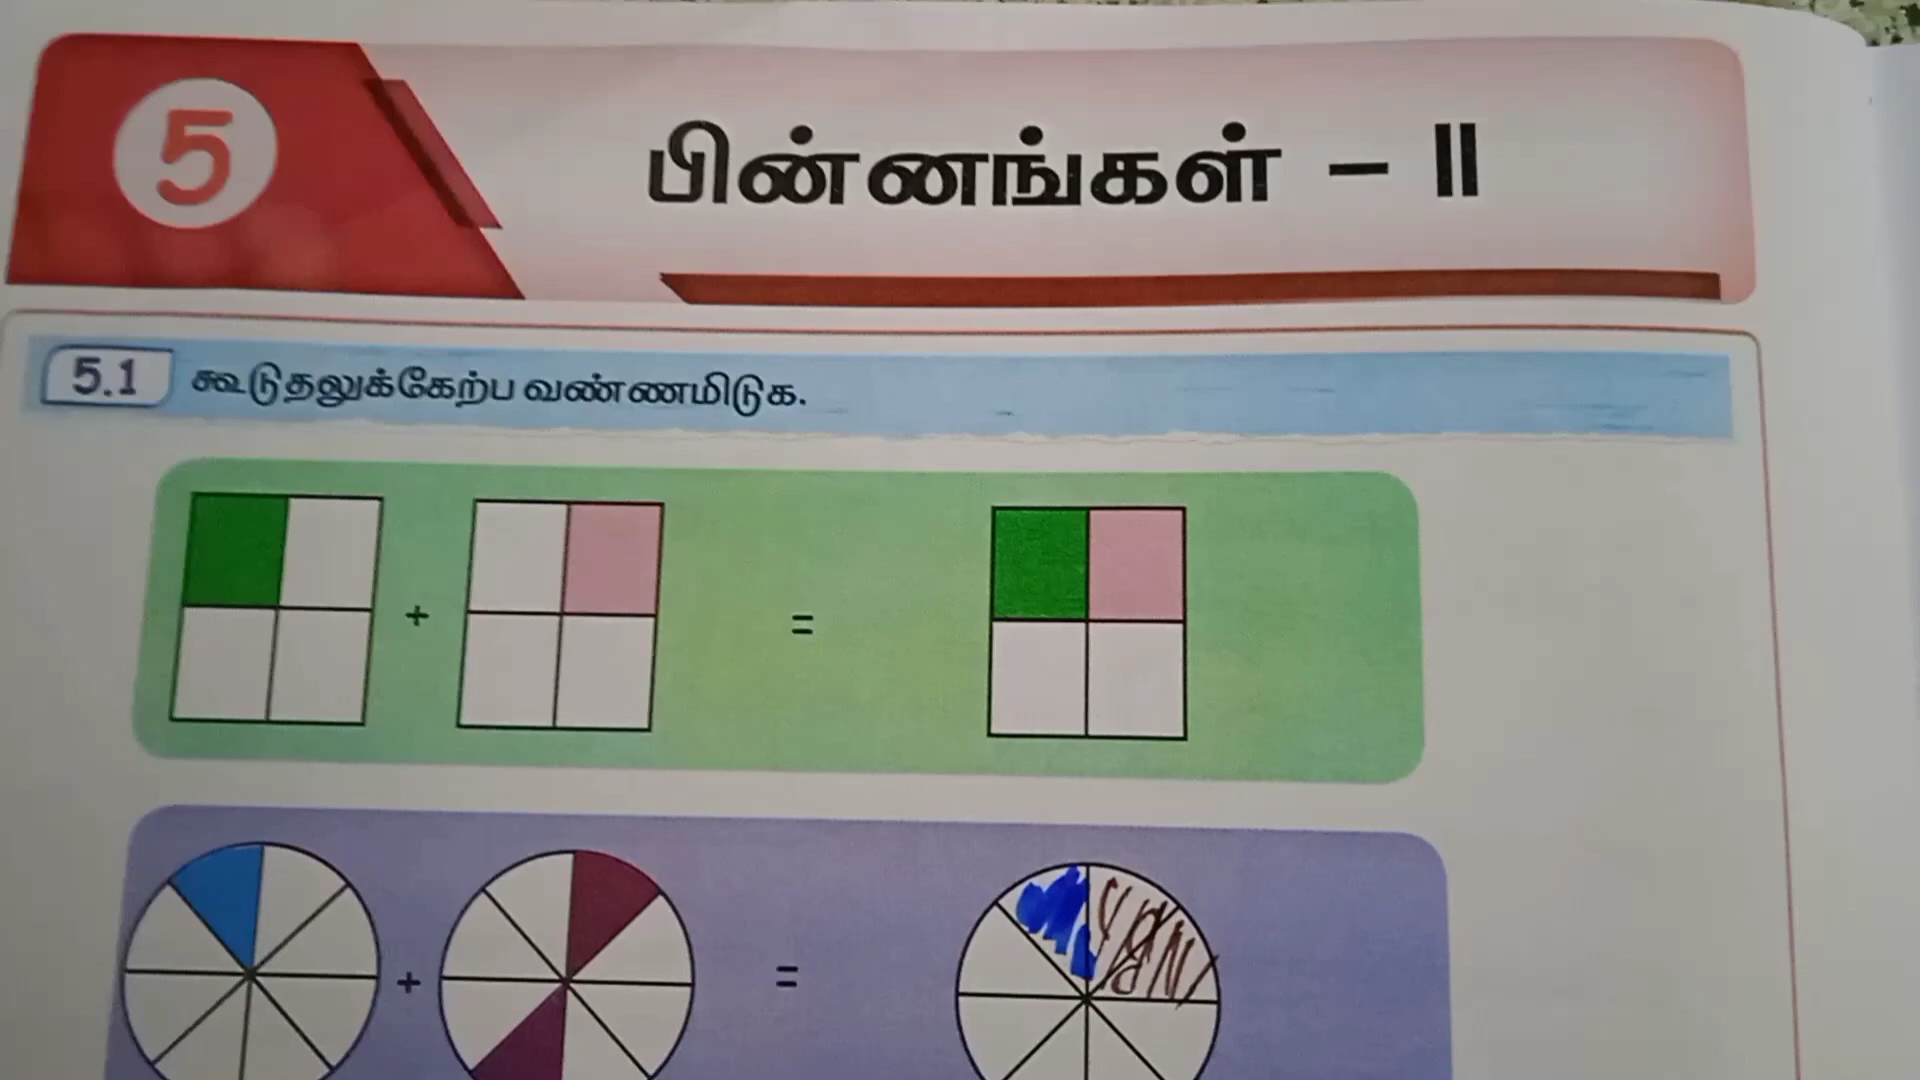 5
பின்னங்கள் – II
5.1 கூடுதலுக்கேற்ப வண்ணமிடுக.
+ =
+ =